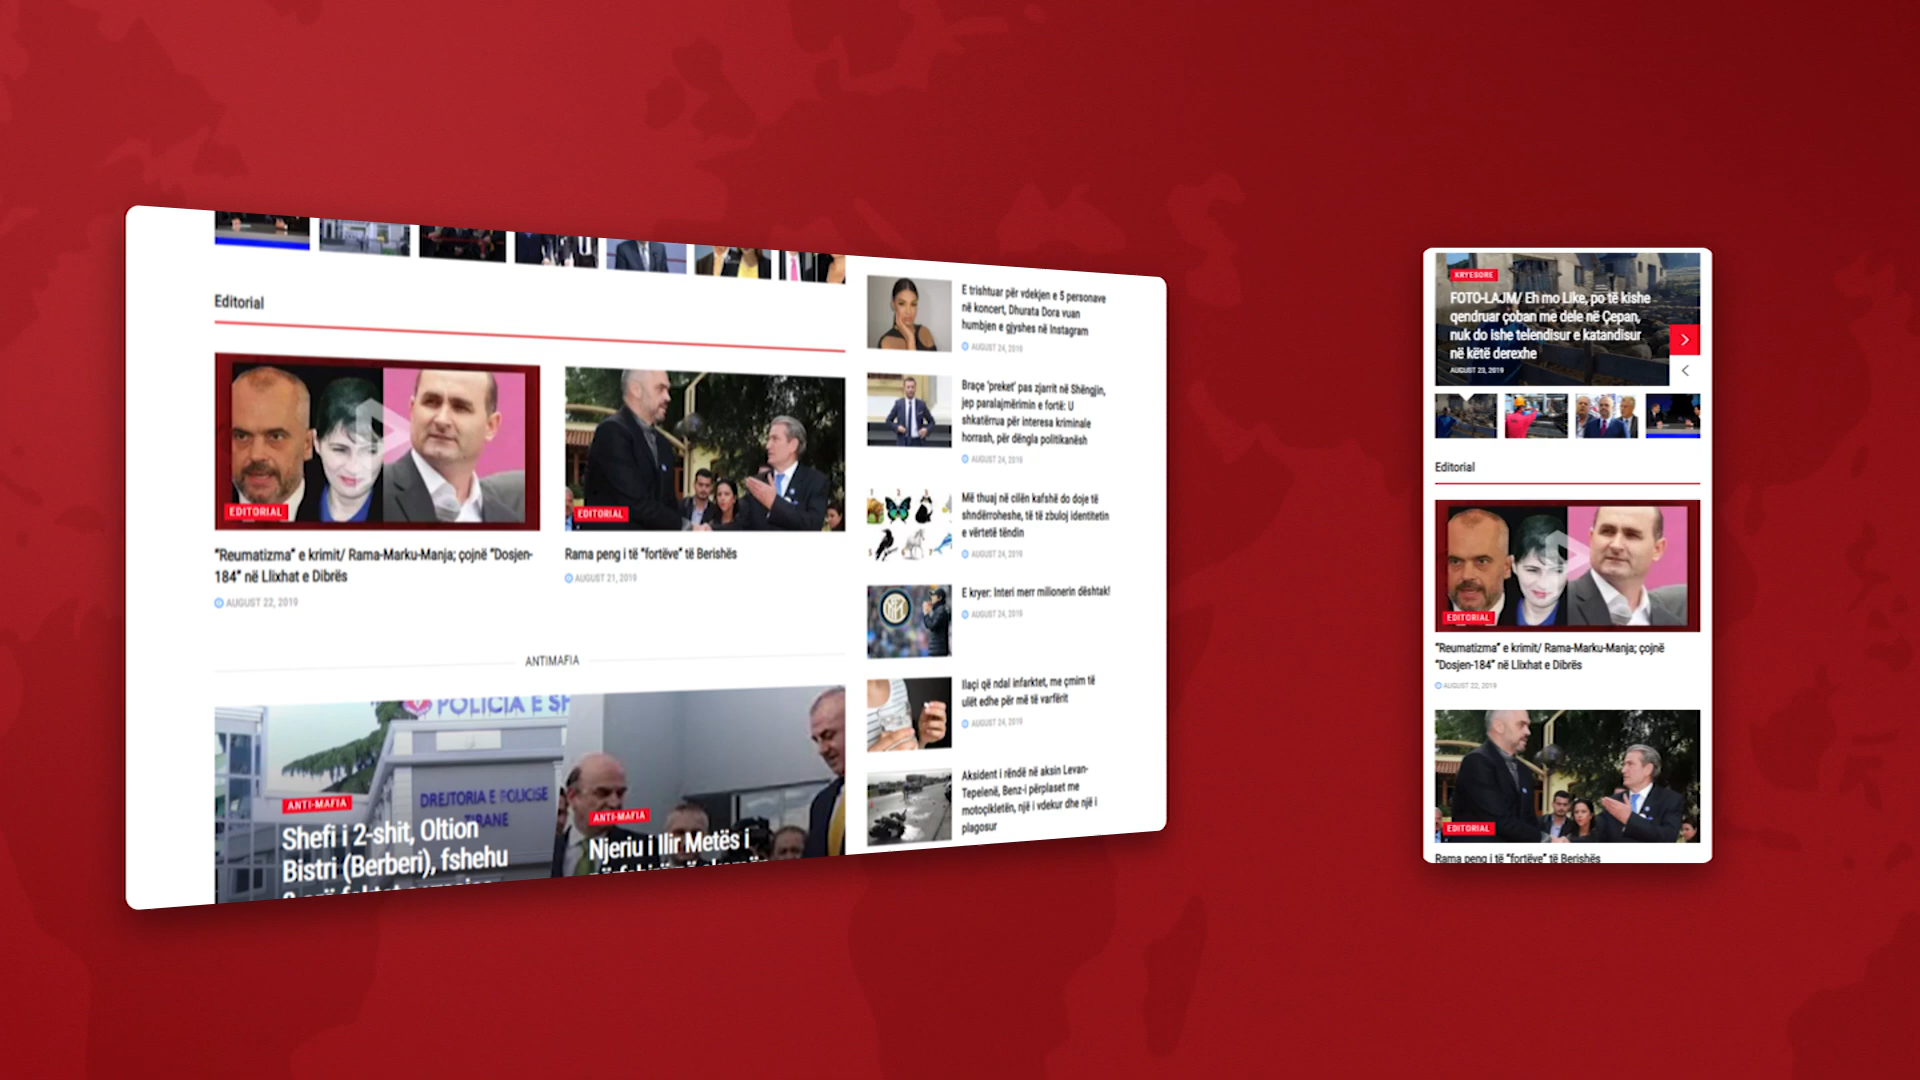 Editorial
EDITORIAL
“Reumatizma” e krimit/ Rama-Marku-Manja; çojnë “Dosjen-
184” në Llixhat e Dibrës
AUGUST 22, 2019
EDITORIAL
Rama peng i të “fortëve” të Berishës
AUGUST 21, 2019
ANTIMAFIA
POLICIA E SH
DREJTORIA E POLICISE
TIRANE
ANTI-MAFIA
Shefi i 2-shit, Oltion
Bistri (Berberi), fshehu
ANTI-MAFIA
Njeriu i Ilir Metës i
E trishtuar për vdekjen e 5 personave
në koncert, Dhurata Dora vuan
humbjen e gjyshes në Instagram
AUGUST 24, 2019
Braçe ‘preket’ pas zjarrit në Shëngjin,
jep paralajmërimin e fortë: U
shkatërrua për interesa kriminale
horrash, për dëngla politikanësh
AUGUST 24, 2019
Më thuaj në cilën kafshë do doje të
shndërroheshe, të të zbuloj identitetin
e vërtetë tëndin
AUGUST 24, 2019
E kryer: Interi merr milionerin dështak!
AUGUST 24, 2019
Ilaçi që ndal infarktet, me çmim të
ulët edhe për më të varfërit
AUGUST 24, 2019
Aksident i rëndë në aksin Levan-
Tepelenë, Benz-i përplaset me
motoçikletën, një i vdekur dhe një i
plagosur
KRYESORE
FOTO-LAJM/ Eh mo Like, po të kishe
qendruar çoban me dele në Çepan,
nuk do ishe telendisur e katandisur
në këtë derexhe
AUGUST 23, 2019
Editorial
EDITORIAL
“Reumatizma” e krimit/ Rama-Marku-Manja; çojnë
“Dosjen-184” në Llixhat e Dibrës
AUGUST 22, 2019
EDITORIAL
Rama peng i të “fortëve” të Berishës